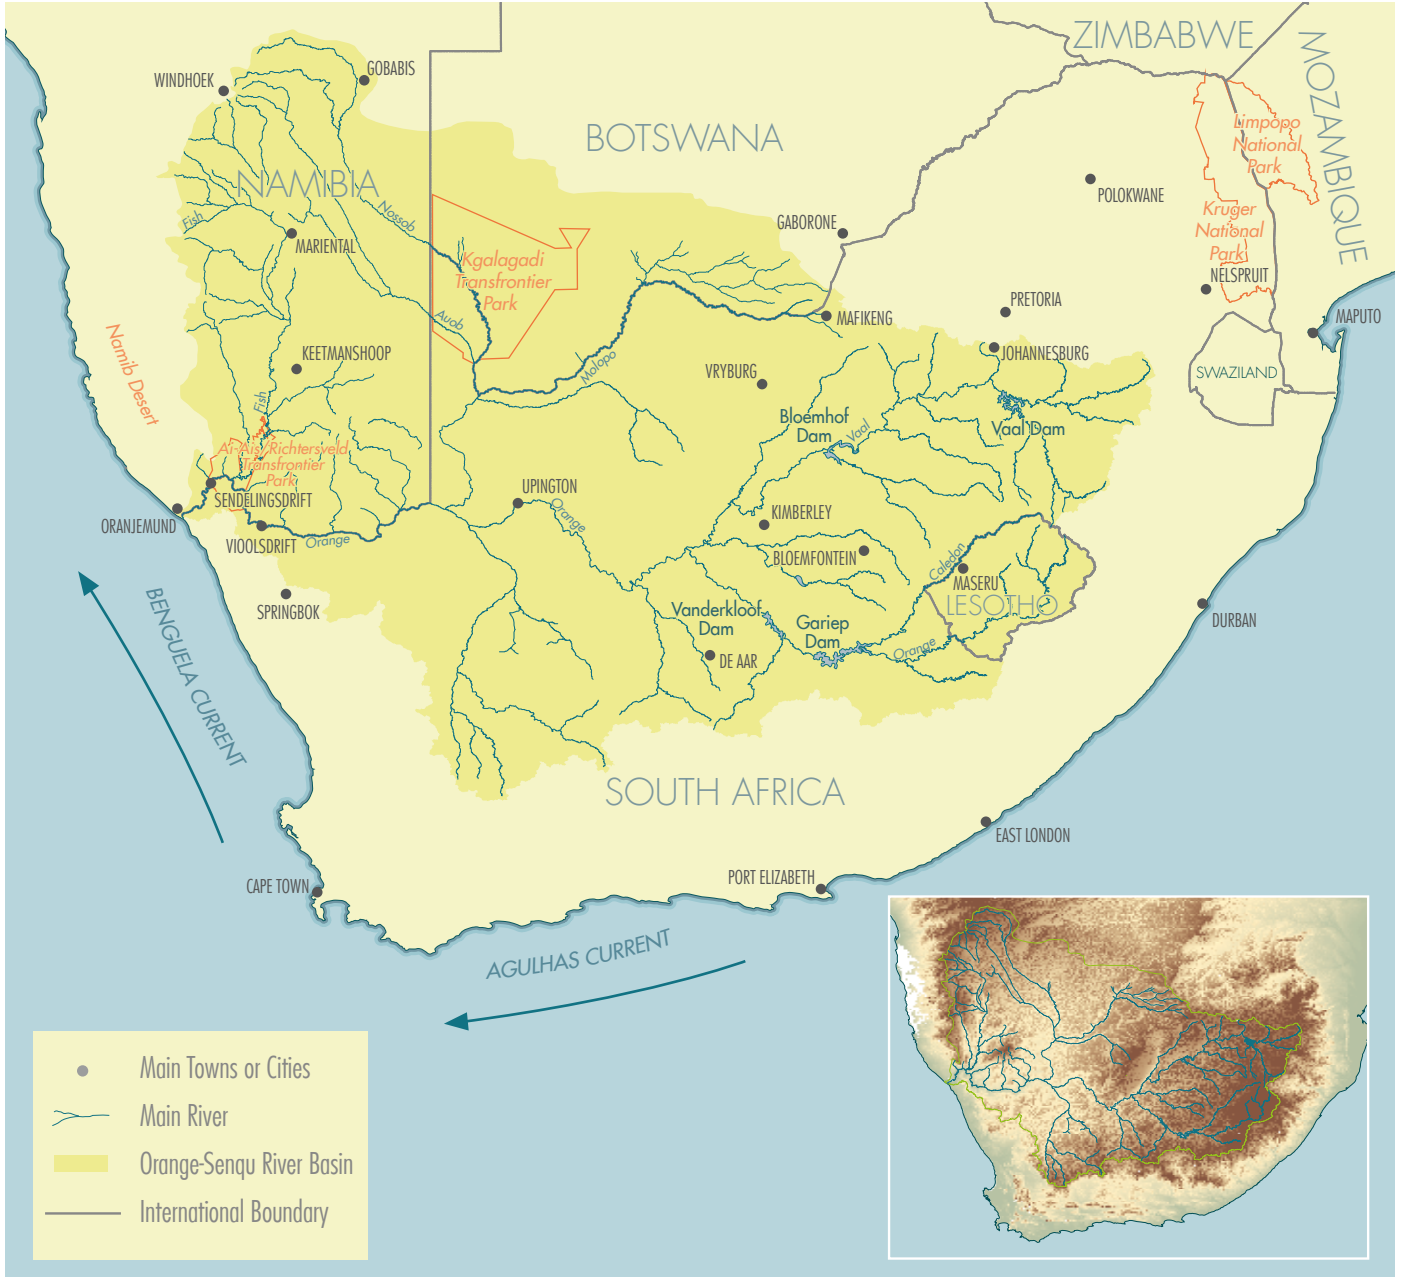 ZIMBABWE
MOZAMBIQUE
GOBABIS
WINDHOEK
BOTSWANA
Limpopo
National
Park
NAMIBIA
POLOKWANE
Nossob
Fish
Kruger
National
Park
GABORONE
MARIENTAL
Kgalagadi
Transfrontier
Park
NELSPRUIT
PRETORIA
Auob
MAFIKENG
MAPUTO
Namib Desert
KEETMANSHOOP
JOHANNESBURG
Molopo
VRYBURG
SWAZILAND
Fish
Bloemhof
Dam
Vaal
Vaal Dam
Ai-Ais/Richtersveld
Transfrontier
Park
UPINGTON
SENDELINGSDRIFT
Orange
KIMBERLEY
ORANJEMUND
VIOOLSDRIFT
Orange
BLOEMFONTEIN
Caledon
MASERU
SPRINGBOK
LESOTHO
Vanderkloof
Dam
Gariep
Dam
DURBAN
Orange
DE AAR
BENGUELA CURRENT
SOUTH AFRICA
EAST LONDON
CAPE TOWN
PORT ELIZABETH
AGULHAS CURRENT
Main Towns or Cities
Main River
Orange-Senqu River Basin
International Boundary